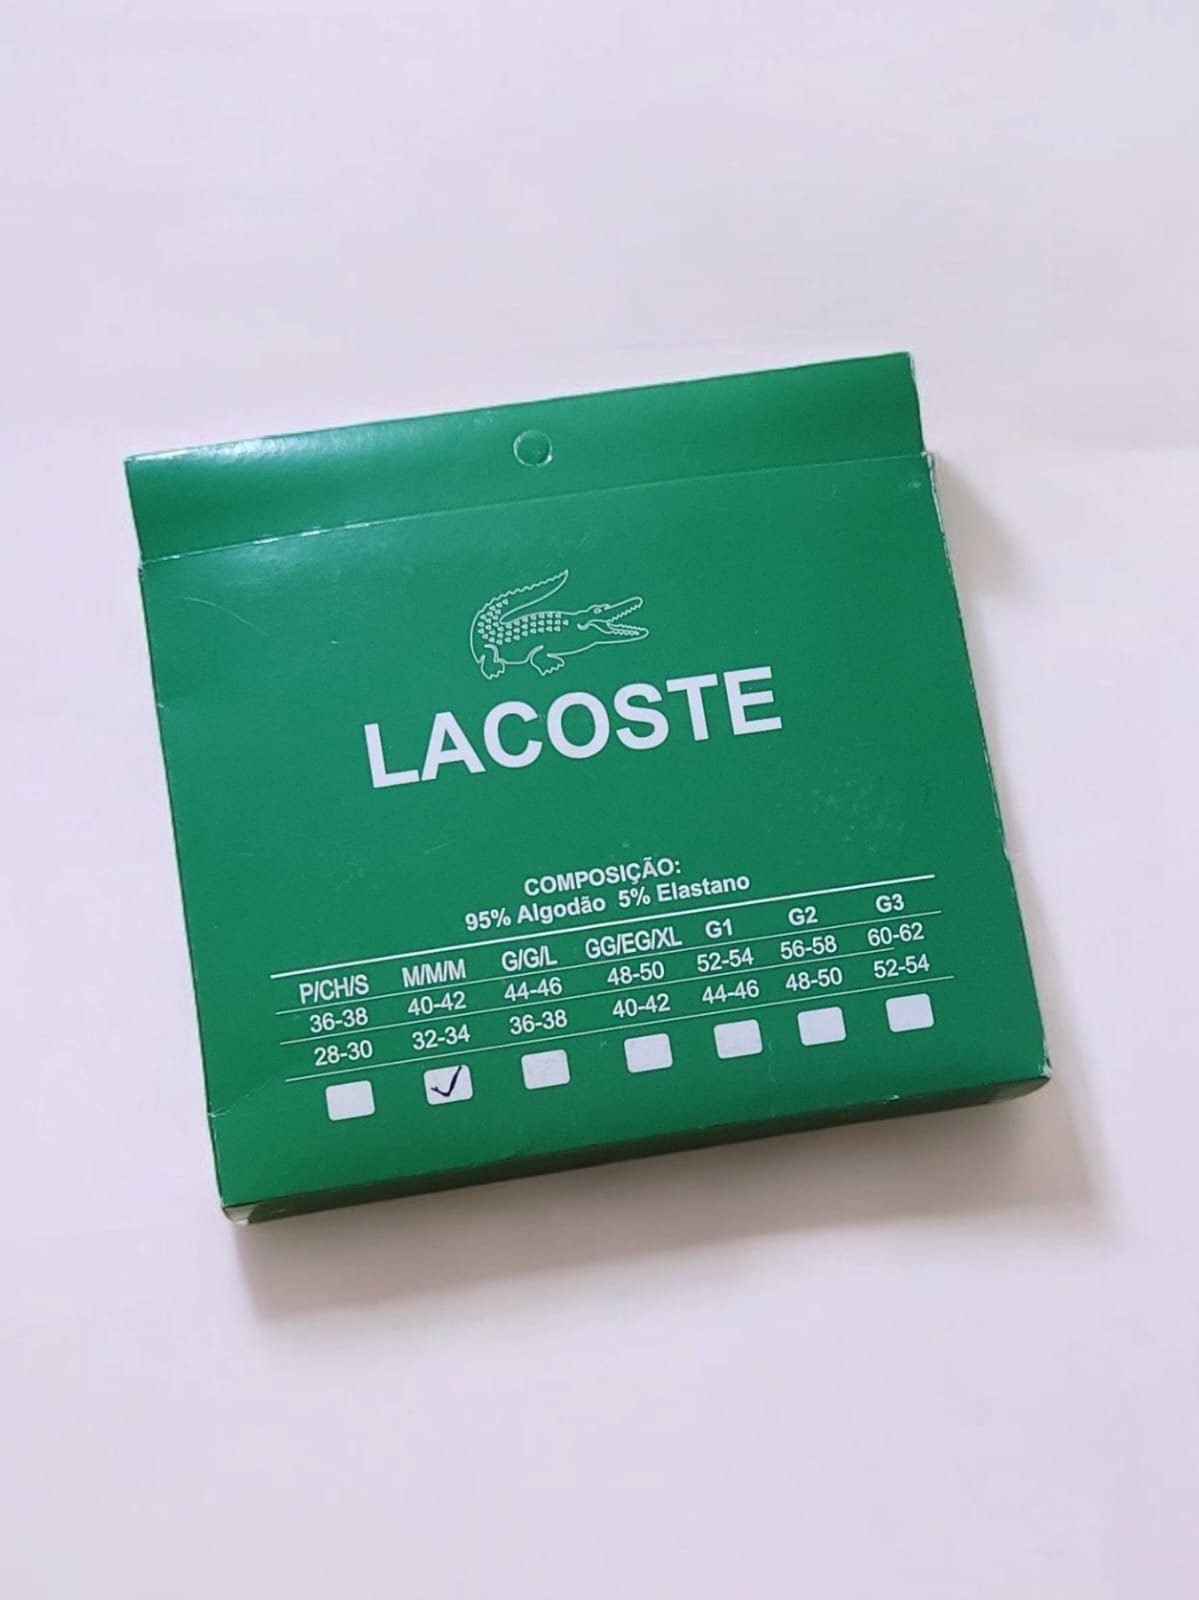 LACOSTE
COMPOSIÇÃO:
95% Algodão 5% Elastano
P/CH/S M/M/M G/G/L GG/EG/XL G1 G2 G3
36-38 40-42 44-46 48-50 52-54 56-58 60-62
28-30 32-34 36-38 40-42 44-46 48-50 52-54